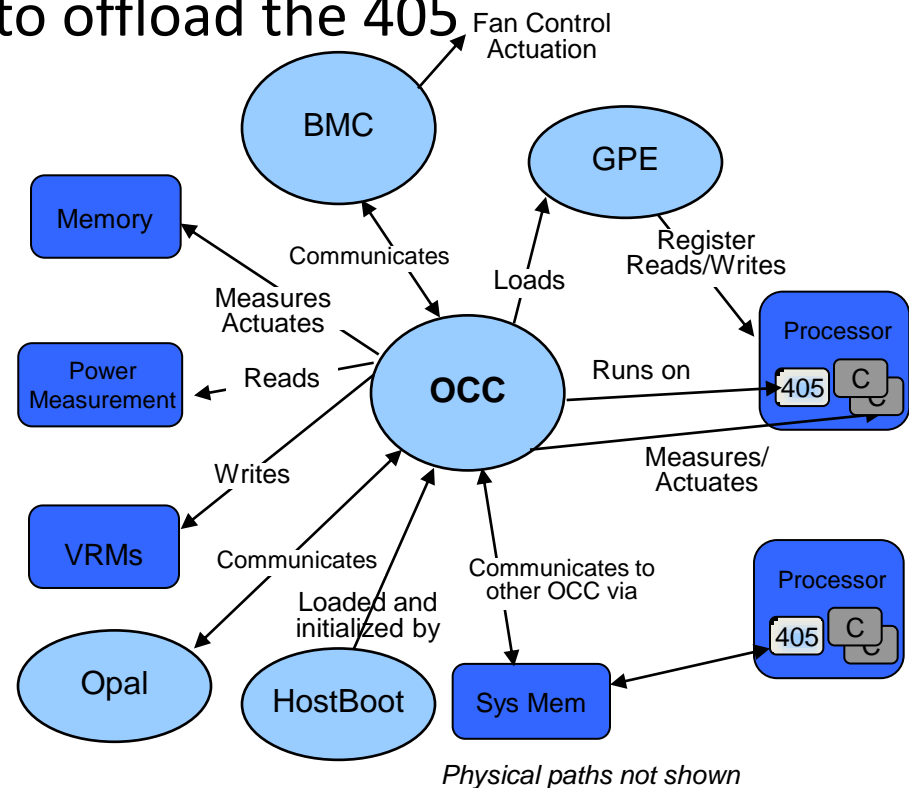 to offload the 405
Fan Control
Actuation
BMC
GPE
Memory
Register
Reads/Writes
Communicates
Loads
Measures
Actuates
Processor
Power
Measurement
Reads
OCC
Runs on
405
C
C
Writes
Measures/
Actuates
VRMs
Communicates
Communicates to
other OCC via
Processor
Loaded and
initialized by
405
C
C
Opal
HostBoot
Sys Mem
Physical paths not shown